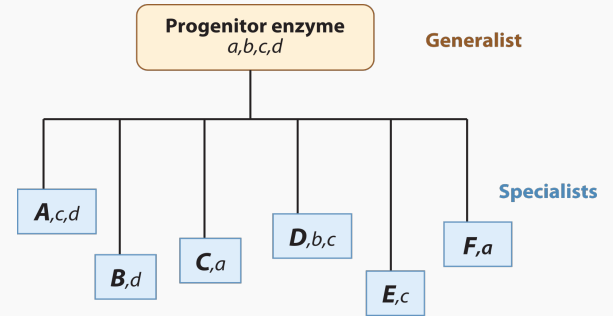 Progenitor enzyme
a,b,c,d
Generalist
Specialists
A,c,d
B,d
C,a
D,b,c
E,c
F,a